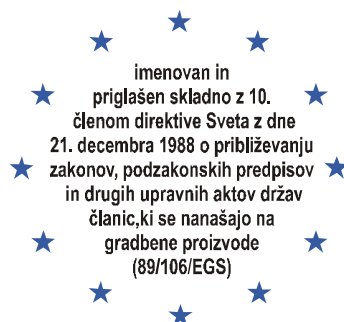 imenovan in
priglašen skladno z 10.
členom direktive Sveta z dne
21. decembra 1988 o približevanju
zakonov, podzakonskih predpisov
in drugih upravnih aktov držav
članic,ki se nanašajo na
gradbene proizvode
(89/106/EGS)